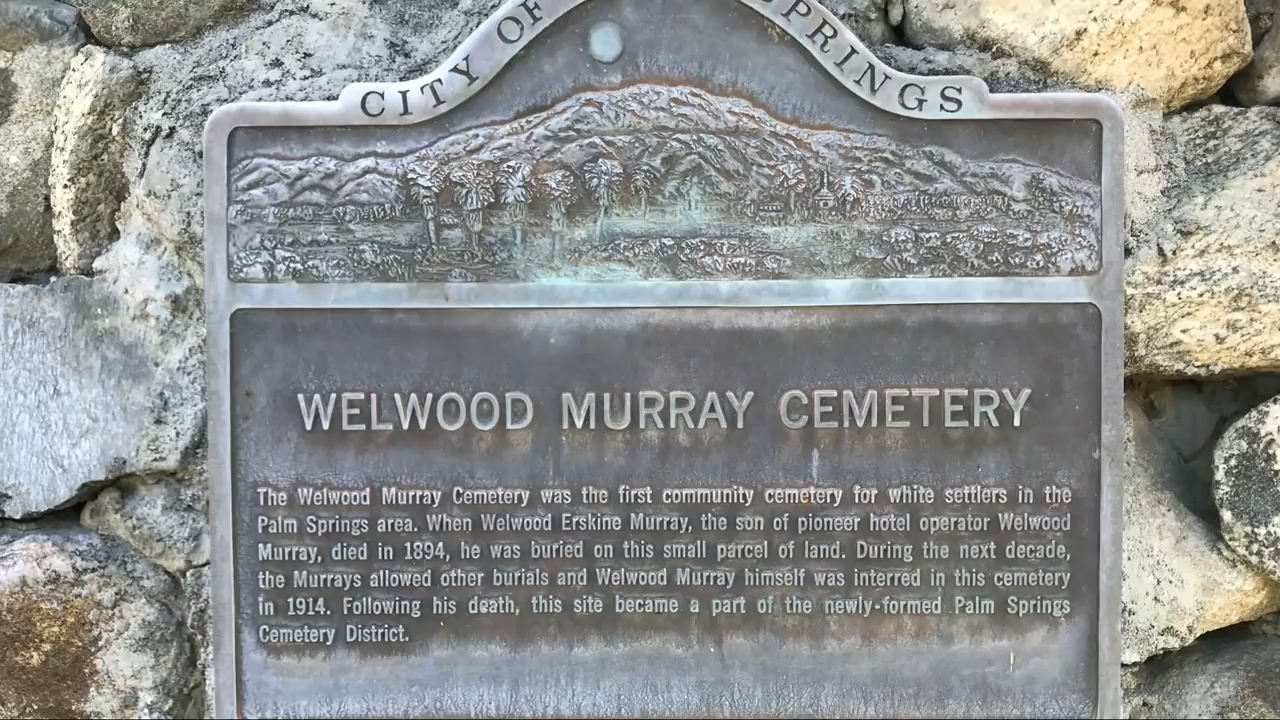 CITY OF SPRINGS
WELWOOD MURRAY CEMETERY
The Welwood Murray Cemetery was the first community cemetery for white settlers in the
Palm Springs area. When Welwood Erskine Murray, the son of pioneer hotel operator Welwood
Murray, died in 1894, he was buried on this small parcel of land. During the next decade,
the Murrays allowed other burials and Welwood Murray himself was interred in this cemetery
in 1914. Following his death, this site became a part of the newly-formed Palm Springs
Cemetery District.